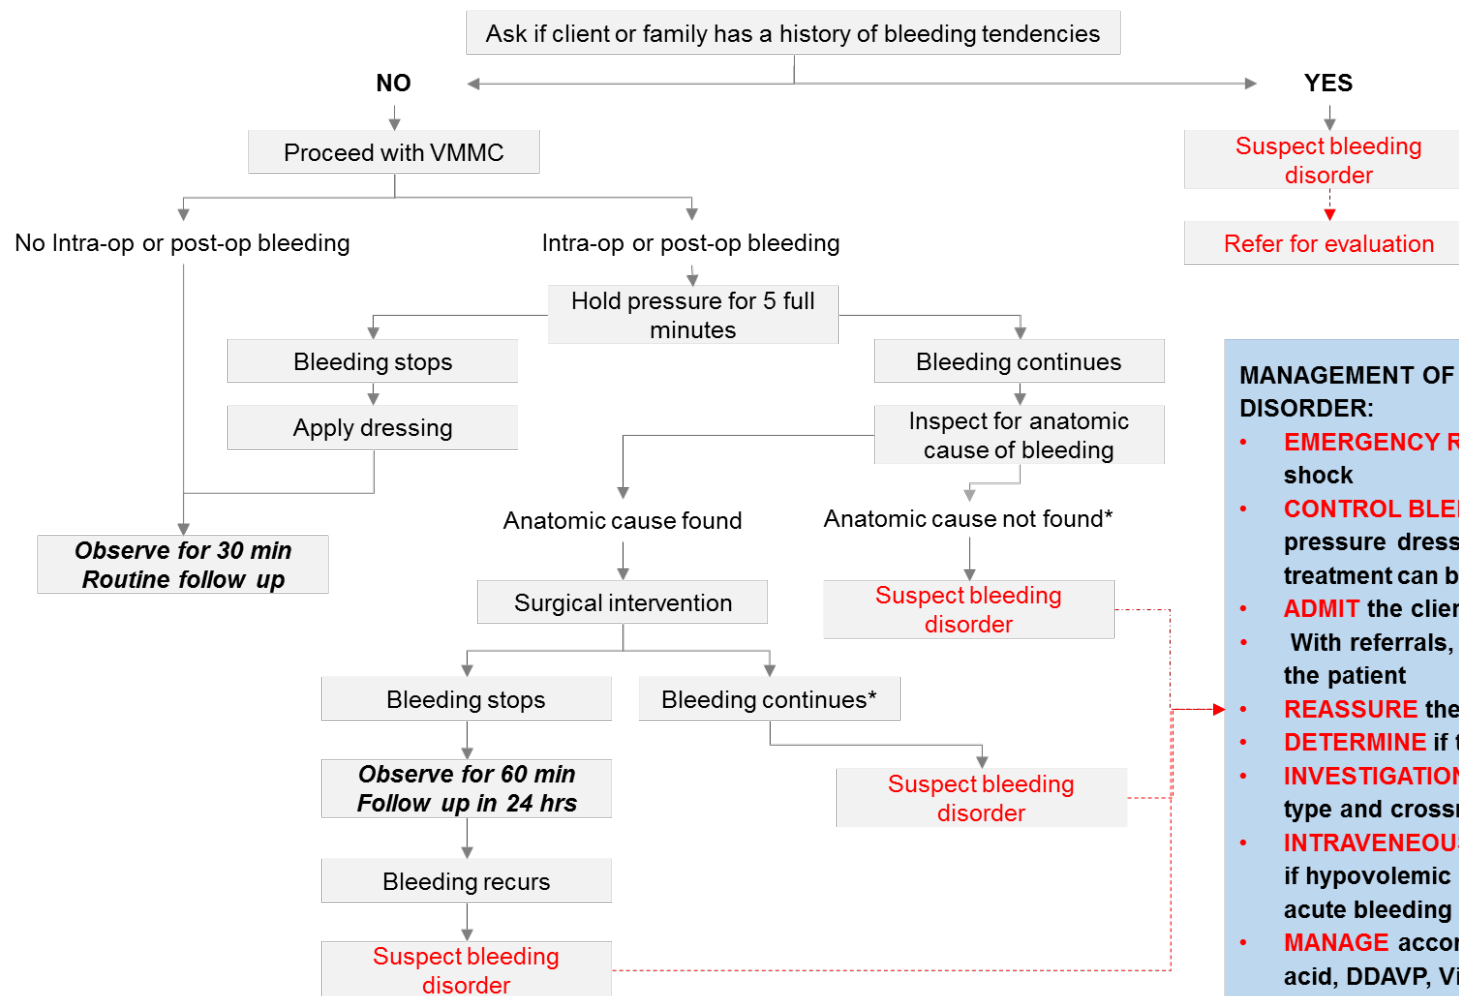 Ask if client or family has a history of bleeding tendencies
NO
YES
Proceed with VMMC
Suspect bleeding
disorder
Refer for evaluation
No Intra-op or post-op bleeding
Intra-op or post-op bleeding
Hold pressure for 5 full
minutes
Bleeding stops
Bleeding continues
Apply dressing
Inspect for anatomic
cause of bleeding
Anatomic cause found
Anatomic cause not found*
Observe for 30 min
Routine follow up
Surgical intervention
Suspect bleeding
disorder
Bleeding stops
Bleeding continues*
Observe for 60 min
Follow up in 24 hrs
Suspect bleeding
disorder
Bleeding recurs
Suspect bleeding
disorder
MANAGEMENT OF
DISORDER:
• EMERGENCY
shock
• CONTROL
pressure
treatment can
• ADMIT the
• With referrals,
the patient
• REASSURE the
• DETERMINE if
• INVESTIGATION
type and
• INTRAVENEOUS
if hypovolemic
acute bleeding
• MANAGE
acid, DDAVP,